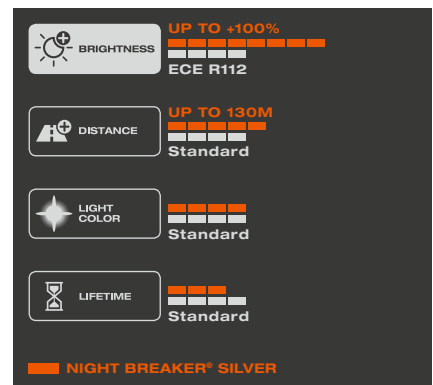 UP TO +100%
BRIGHTNESS
ECE R112
UP TO 130M
DISTANCE
Standard
LIGHT
COLOR
Standard
LIFETIME
Standard
NIGHT BREAKER® SILVER